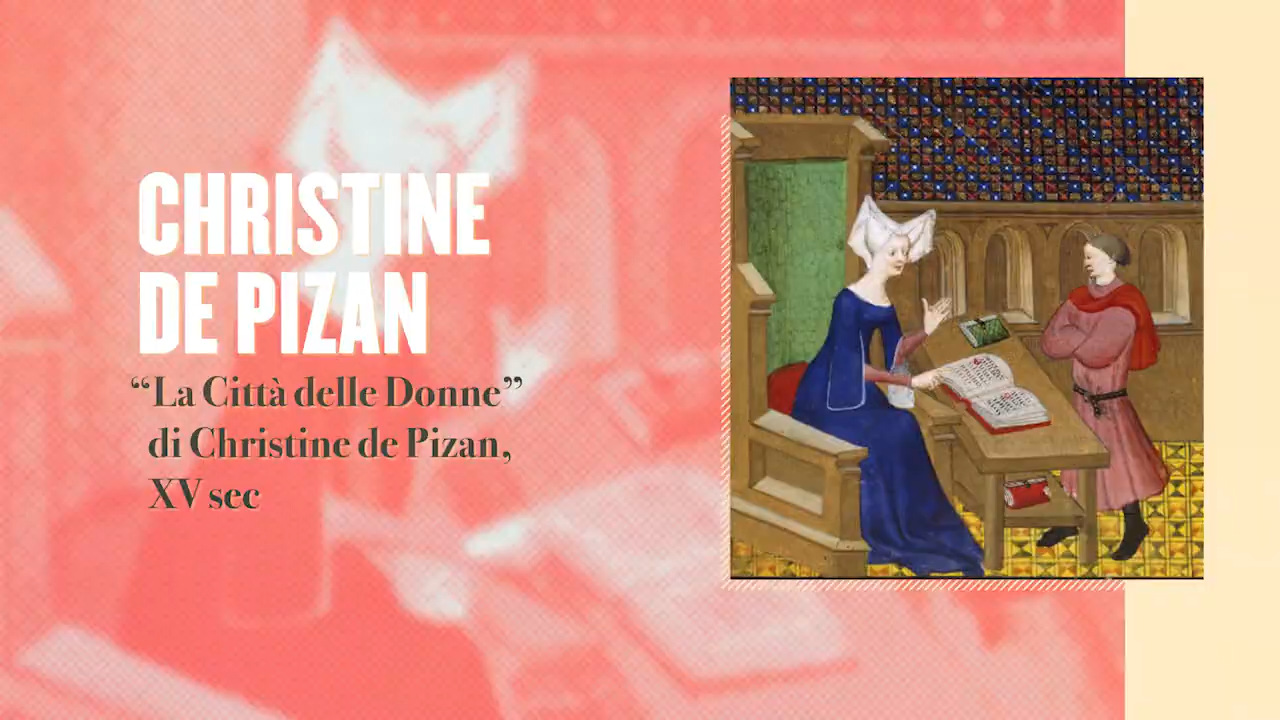 CHRISTINE
DE PIZAN
“La Città delle Donne”
di Christine de Pizan,
XV sec